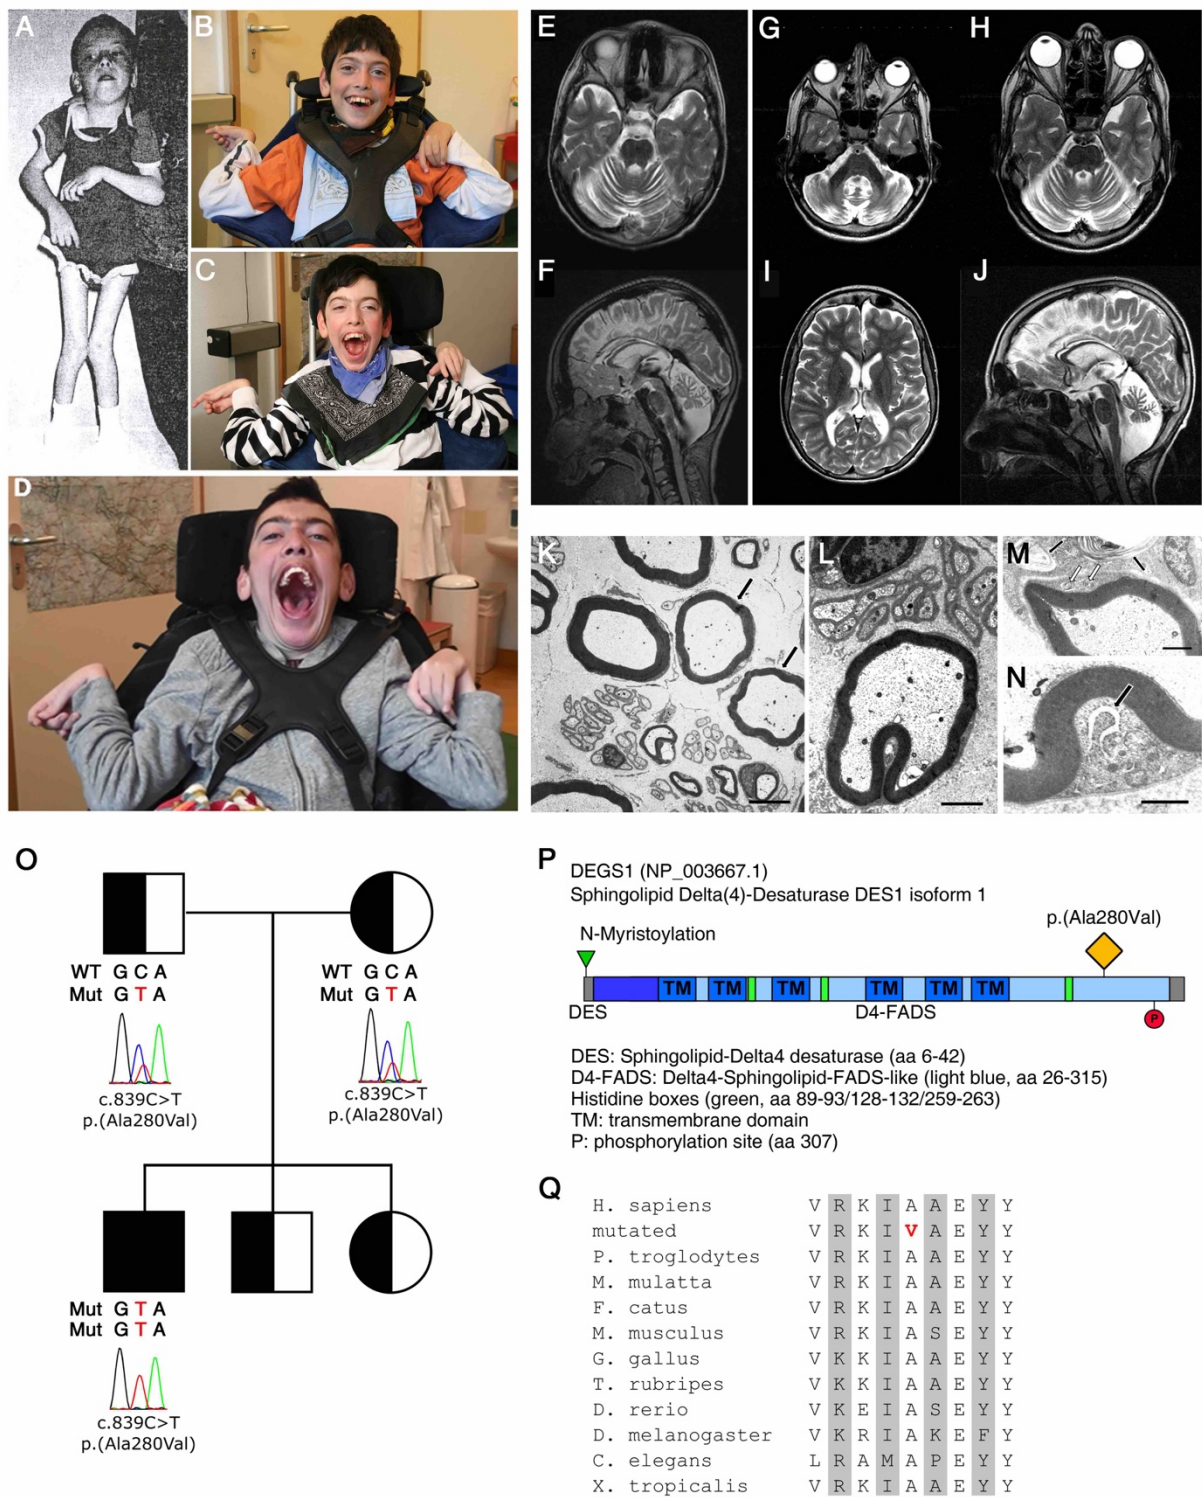 A
B
C
D
E
F
G
H
I
J
K
L
M
N
O
WT G C A
Mut G T A
c.839C>T
p.(Ala280Val)
WT G C A
Mut G T A
c.839C>T
p.(Ala280Val)
Mut G T A
Mut G T A
c.839C>T
p.(Ala280Val)
P
DEGS1 (NP_003667.1)
Sphingolipid Delta(4)-Desaturase DES1 isoform 1
p.(Ala280Val)
N-Myristoylation
TM TM TM TM TM TM
DES
D4-FADS
P
DES: Sphingolipid-Delta4 desaturase (aa 6-42)
D4-FADS: Delta4-Sphingolipid-FADS-like (light blue, aa 26-315)
Histidine boxes (green, aa 89-93/128-132/259-263)
TM: transmembrane domain
P: phosphorylation site (aa 307)
Q
H. sapiens V R K I A A E Y Y
mutated V R K I V A E Y Y
P. troglodytes V R K I A A E Y Y
M. mulatta V R K I A A E Y Y
F. catus V R K I A A E Y Y
M. musculus V R K I A S E Y Y
G. gallus V K K I A A E Y Y
T. rubripes V K K I A A E Y Y
D. rerio V K E I A S E Y Y
D. melanogaster V K R I A K E F Y
C. elegans L R A M A P E Y Y
X. tropicalis V R K I A A E Y Y